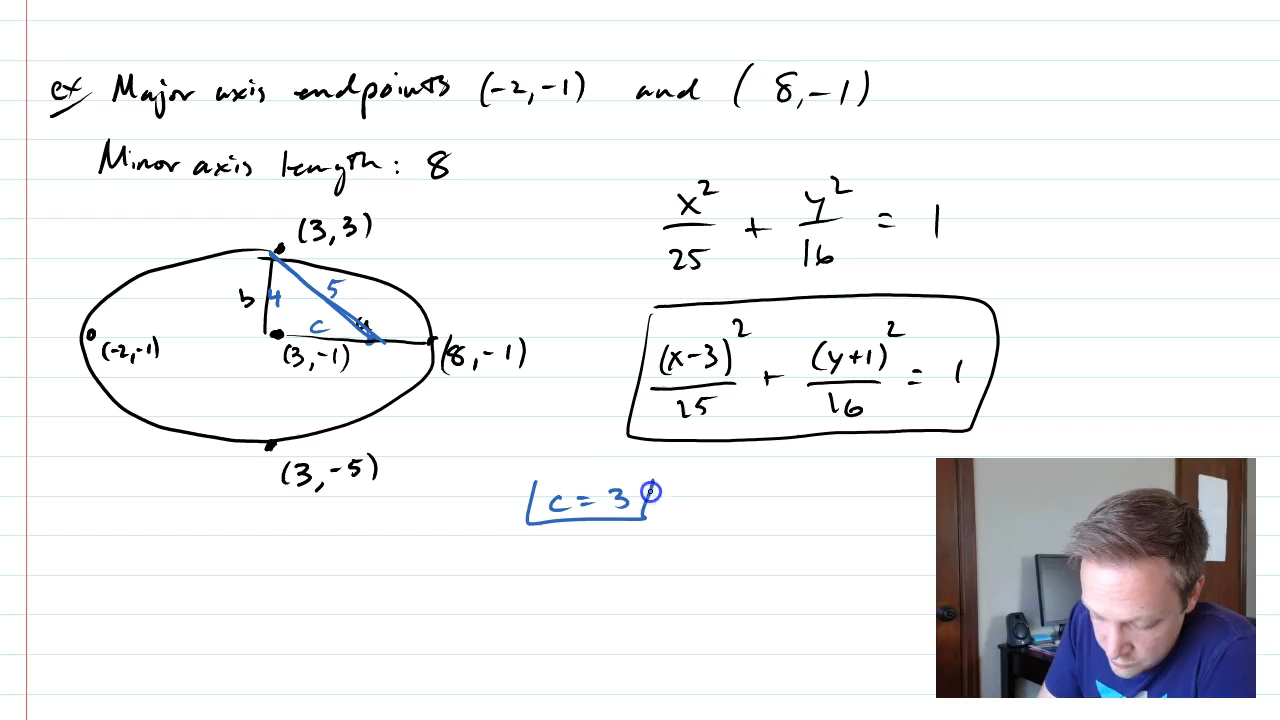 ex Major axis endpoints (-2,-1) and (8,-1)
Minor axis length: 8
x²/25 + y²/16 = 1
(3,3)
b 4 5 c
(-2,-1) (3,-1) (8,-1)
(x-3)²/25 + (y+1)²/16 = 1
(3,-5)
c = 3